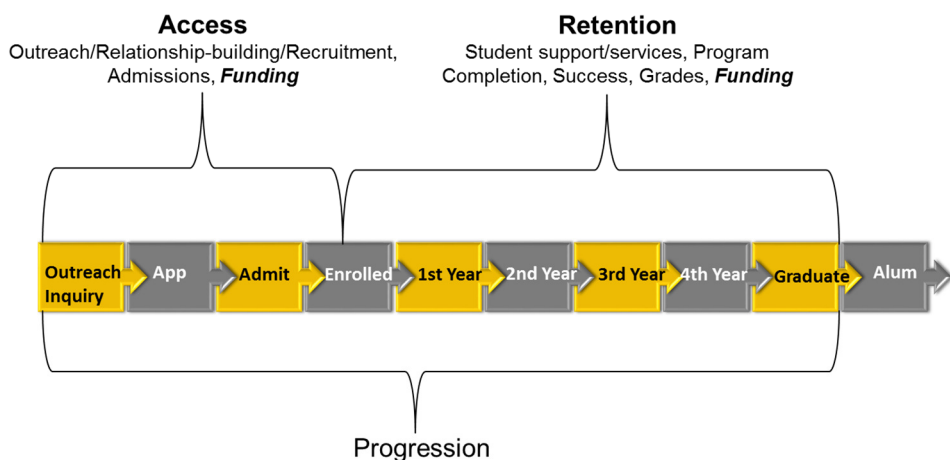 Access
Outreach/Relationship-building/Recruitment,
Admissions, Funding
Retention
Student support/services, Program
Completion, Success, Grades, Funding
Outreach
Inquiry
App
Admit
Enrolled
1st Year
2nd Year
3rd Year
4th Year
Graduate
Alum
Progression